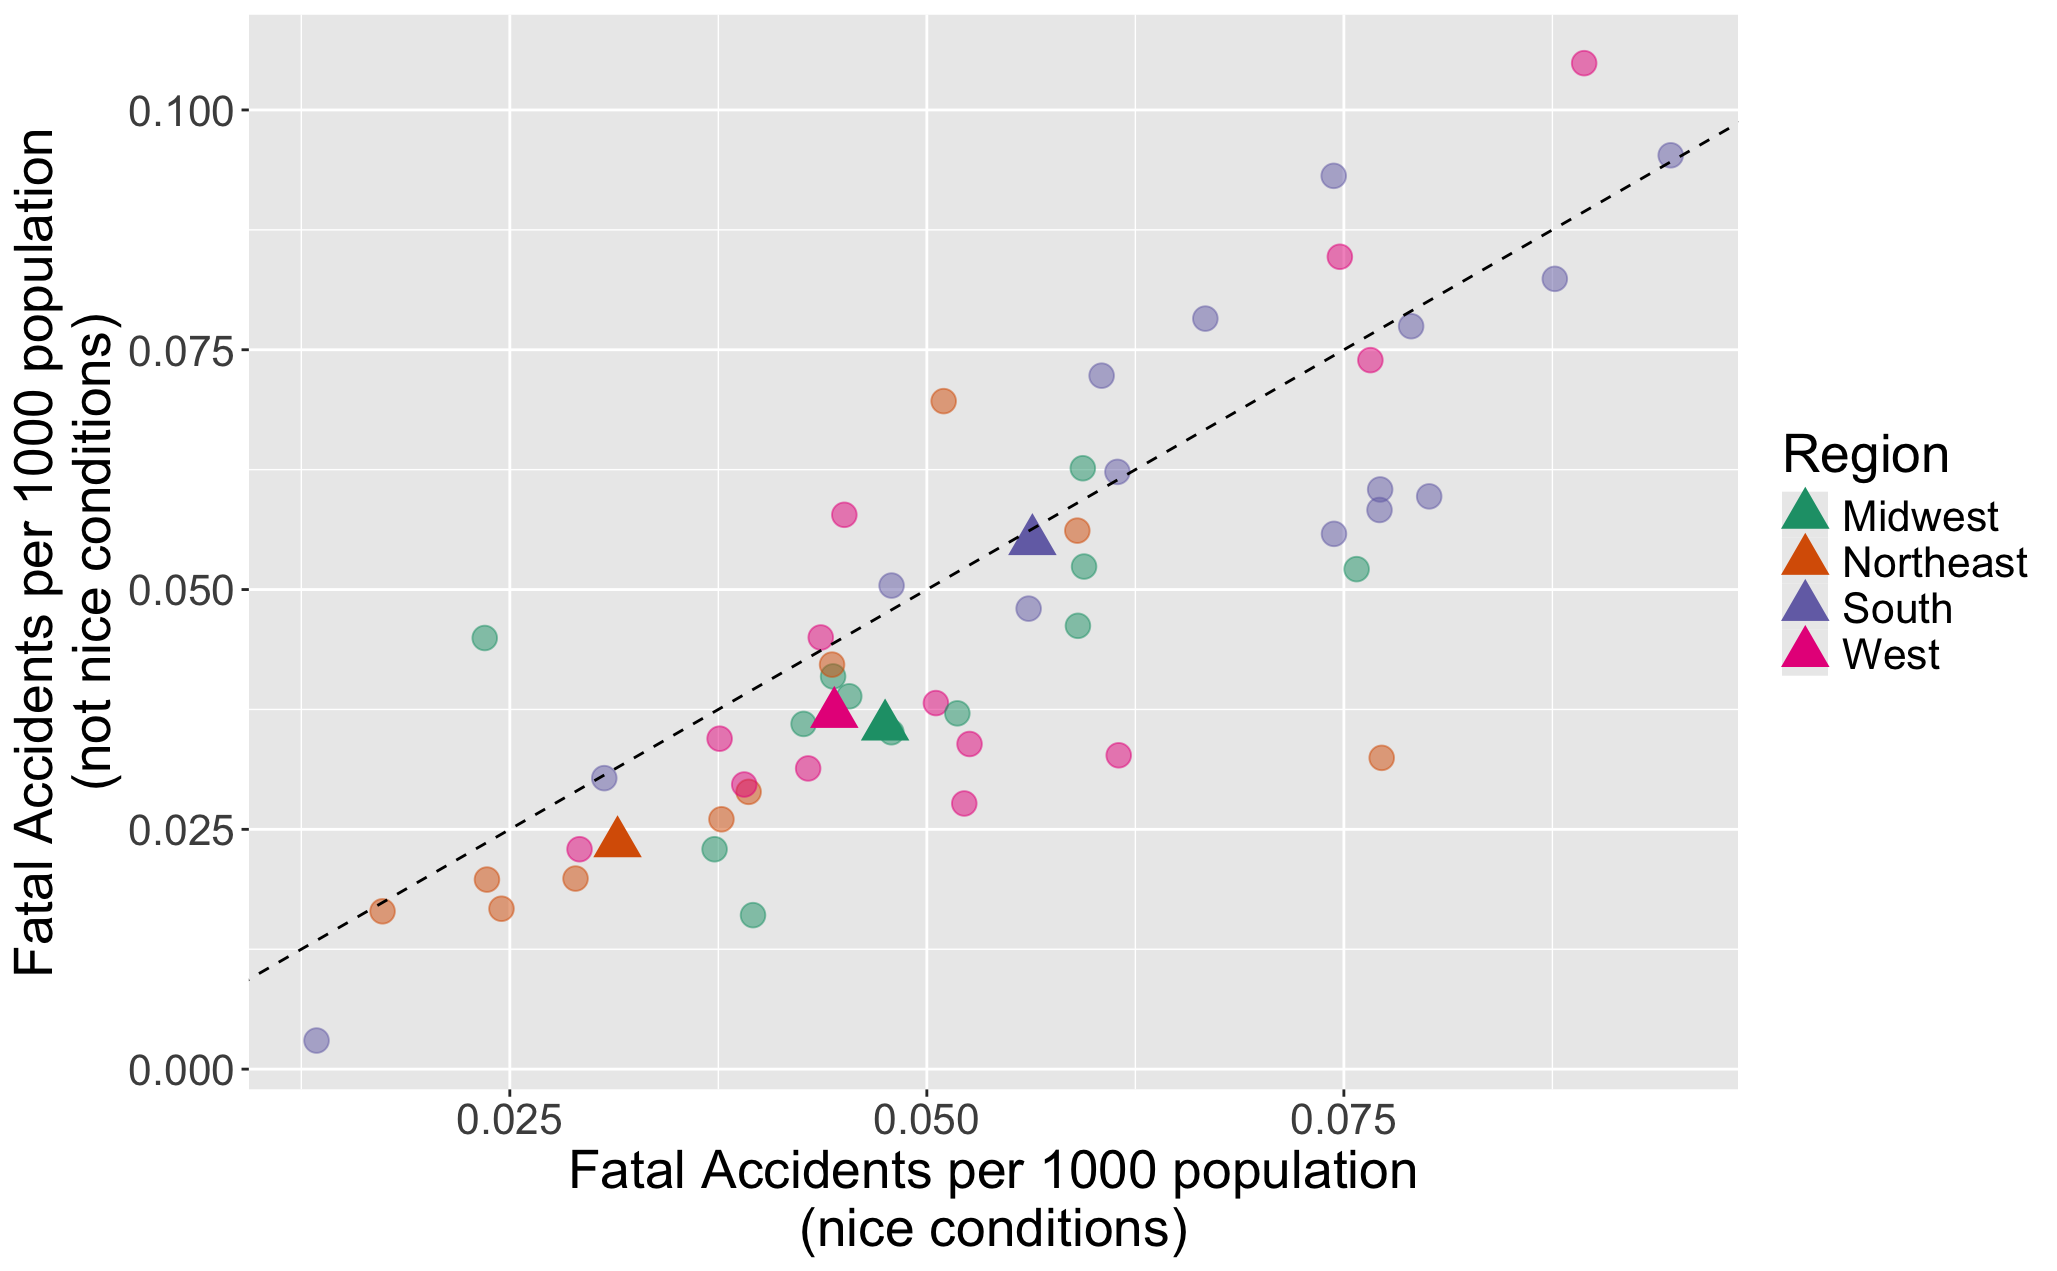 Fatal Accidents per 1000 population
(not nice conditions)
0.100
0.075
0.050
0.025
0.000
0.025
0.050
0.075
Fatal Accidents per 1000 population
(nice conditions)
Region
Midwest
Northeast
South
West